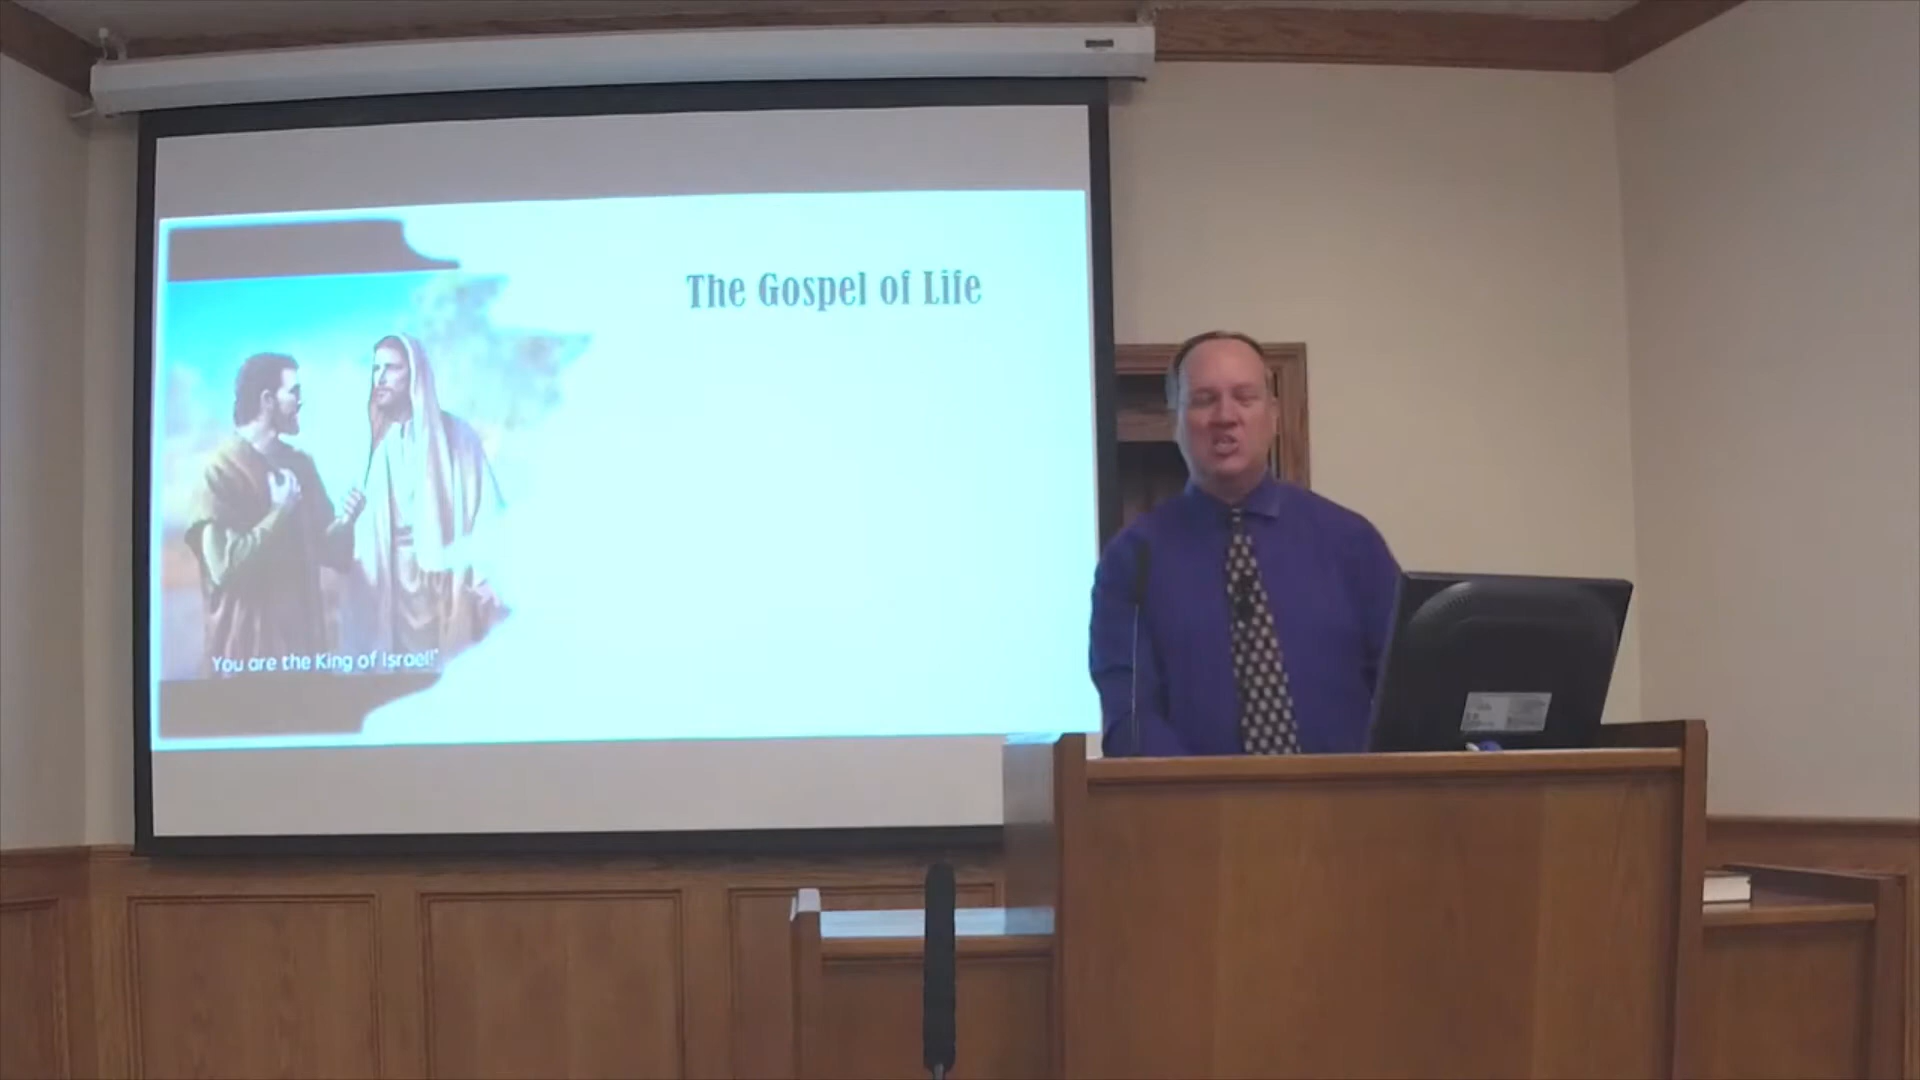 The Gospel of Life
You are the King of Israel!"